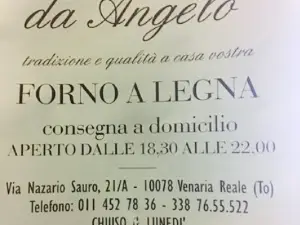 da Angelo
tradizione e qualità a casa vostra
FORNO A LEGNA
consegna a domicilio
APERTO DALLE 18,30 ALLE 22,00
Via Nazario Sauro, 21/A - 10078 Venaria Reale (To)
Telefono: 011 452 78 36 - 338 76.55.522
CHIUSO IL LUNEDI'